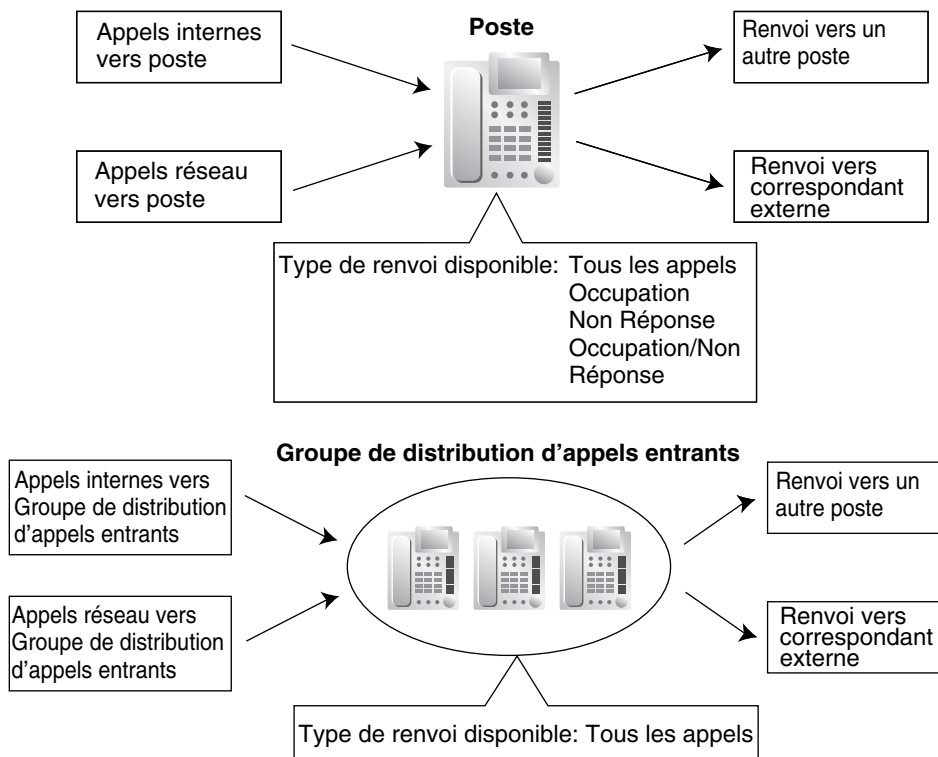 Poste
Appels internes
vers poste
Renvoi vers un
autre poste
Appels réseau
vers poste
Renvoi vers
correspondant
externe
Type de renvoi disponible: Tous les appels
Occupation
Non Réponse
Occupation/Non
Réponse
Groupe de distribution d'appels entrants
Appels internes vers
Groupe de distribution
d'appels entrants
Renvoi vers un
autre poste
Appels réseau vers
Groupe de distribution
d'appels entrants
Renvoi vers
correspondant
externe
Type de renvoi disponible: Tous les appels